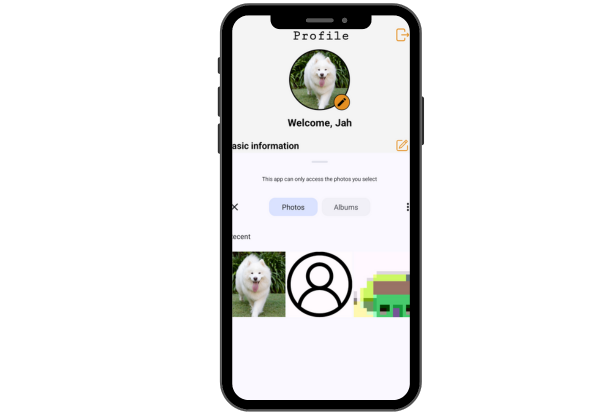 Profile
Welcome, Jah
asic information
This app can only access the photos you select
Photos Albums
ecent